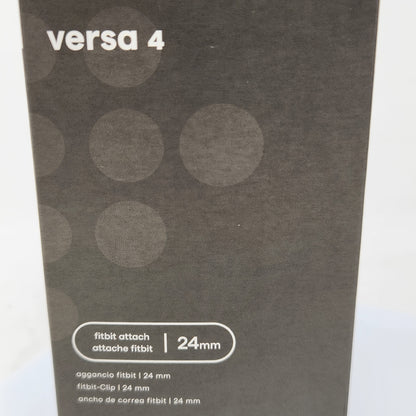 versa 4
fitbit attach
attache fitbit | 24mm
aggancio fitbit | 24 mm
fitbit-Clip | 24 mm
ancho de correa fitbit | 24 mm